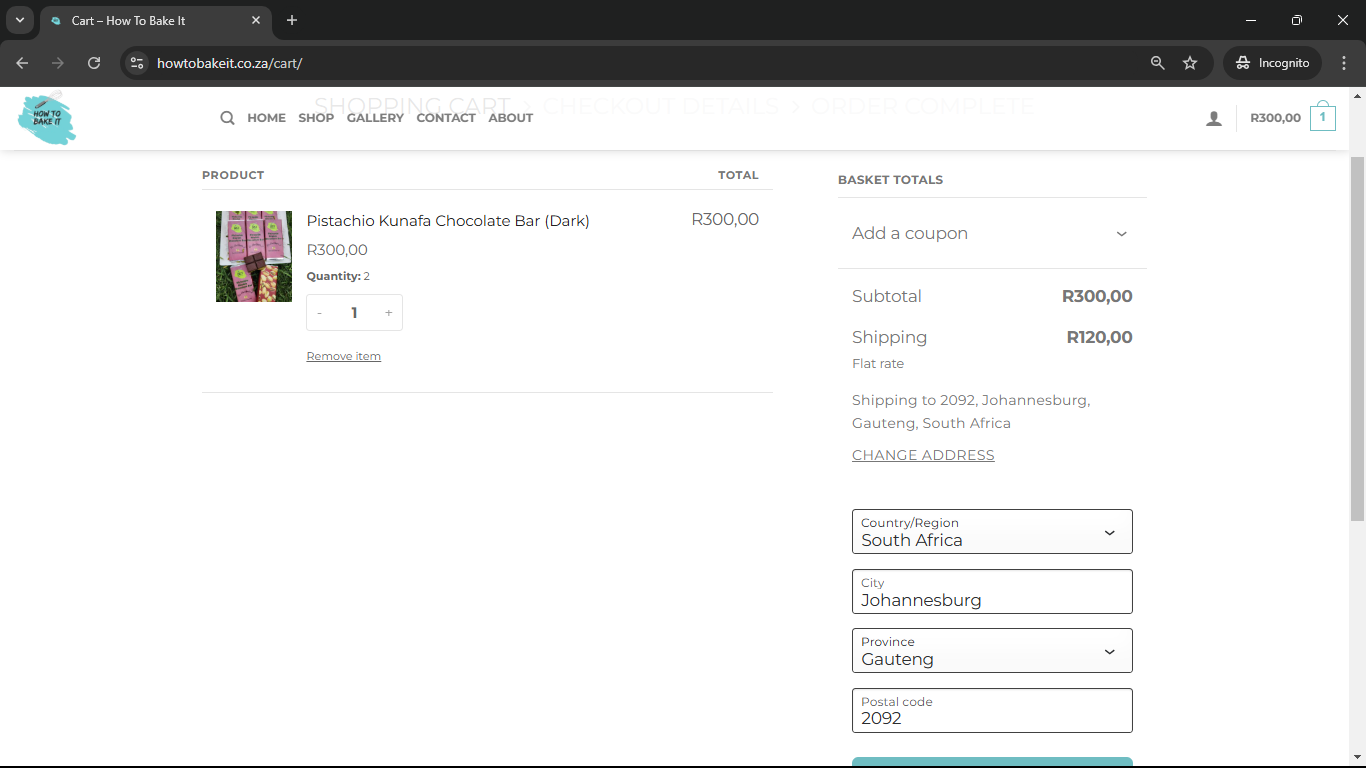 Cart – How To Bake It
howtobakeit.co.za/cart/
Incognito
HOW TO
BAKE IT
SHOPPING CART > CHECKOUT DETAILS > ORDER COMPLETE
HOME SHOP GALLERY CONTACT ABOUT
R300,00 1
PRODUCT TOTAL
Pistachio Kunafa Chocolate Bar (Dark) R300,00
R300,00
Quantity: 2
- 1 +
Remove item
BASKET TOTALS
Add a coupon
Subtotal R300,00
Shipping R120,00
Flat rate
Shipping to 2092, Johannesburg,
Gauteng, South Africa
CHANGE ADDRESS
Country/Region
South Africa
City
Johannesburg
Province
Gauteng
Postal code
2092